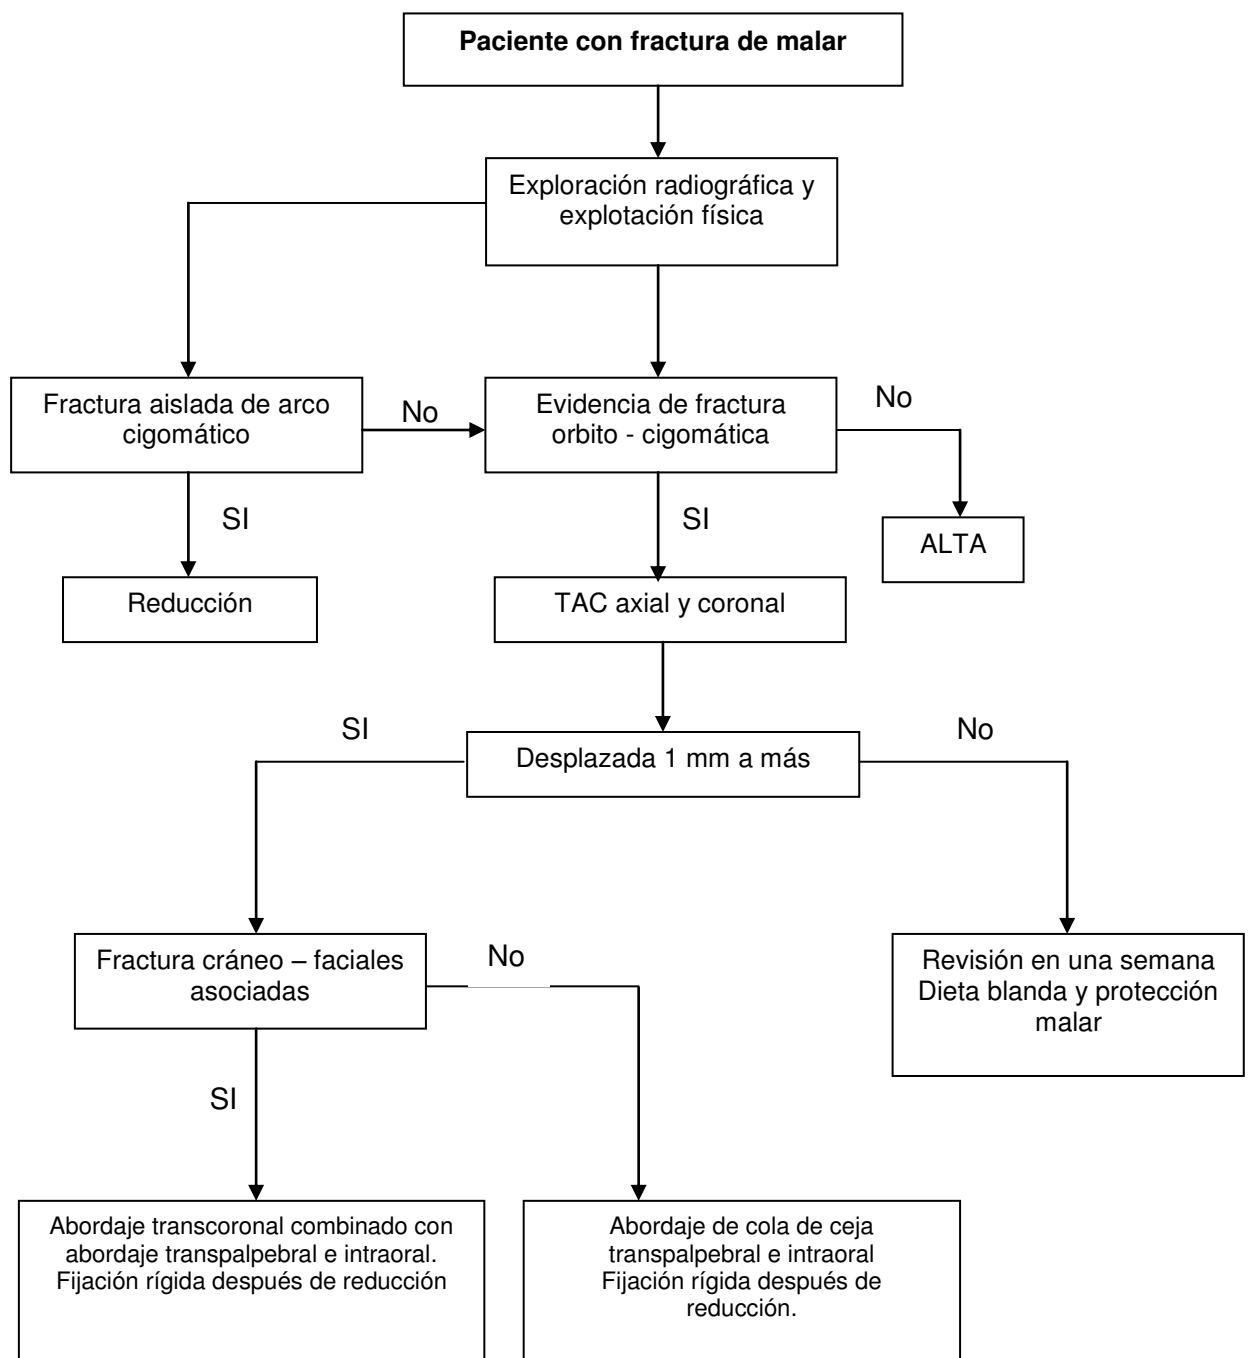 Paciente con fractura de malar
Exploración radiográfica y
explotación física
Fractura aislada de arco
cigomático
No
Evidencia de fractura
orbito - cigomática
No
SI
SI
ALTA
Reducción
TAC axial y coronal
SI
No
Desplazada 1 mm a más
Fractura cráneo – faciales
asociadas
No
Revisión en una semana
Dieta blanda y protección
malar
SI
Abordaje transcoronal combinado con
abordaje transpalpebral e intraoral.
Fijación rígida después de reducción
Abordaje de cola de ceja
transpalpebral e intraoral
Fijación rígida después de
reducción.